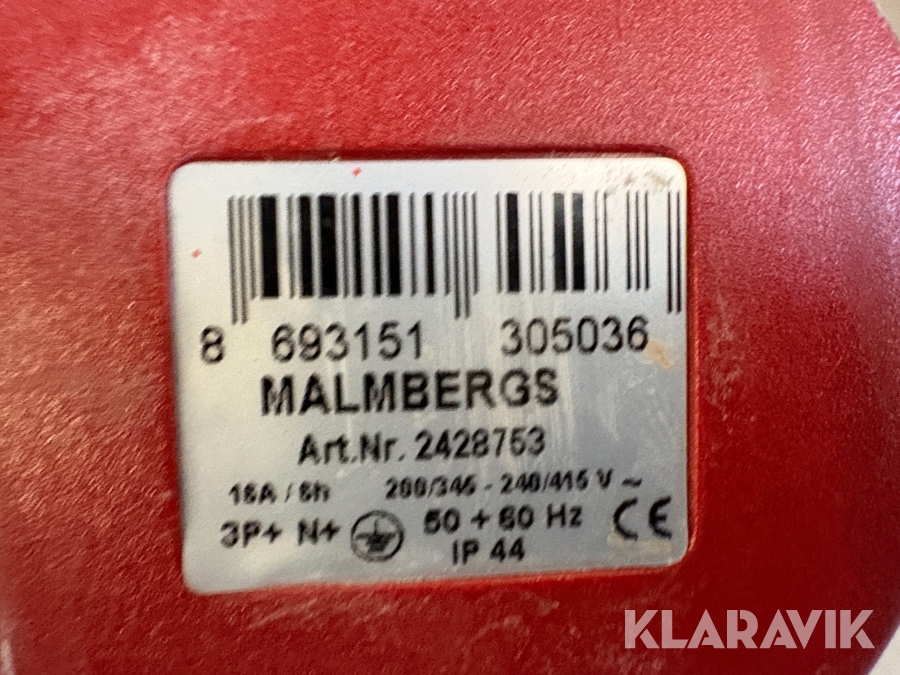 8 693151 305036
MALMBERGS
Art.Nr. 2428753
16A / 6h 200/346 - 240/415 V ~
3P+ N+ 50 + 60 Hz CE
IP 44
KLARAVIK